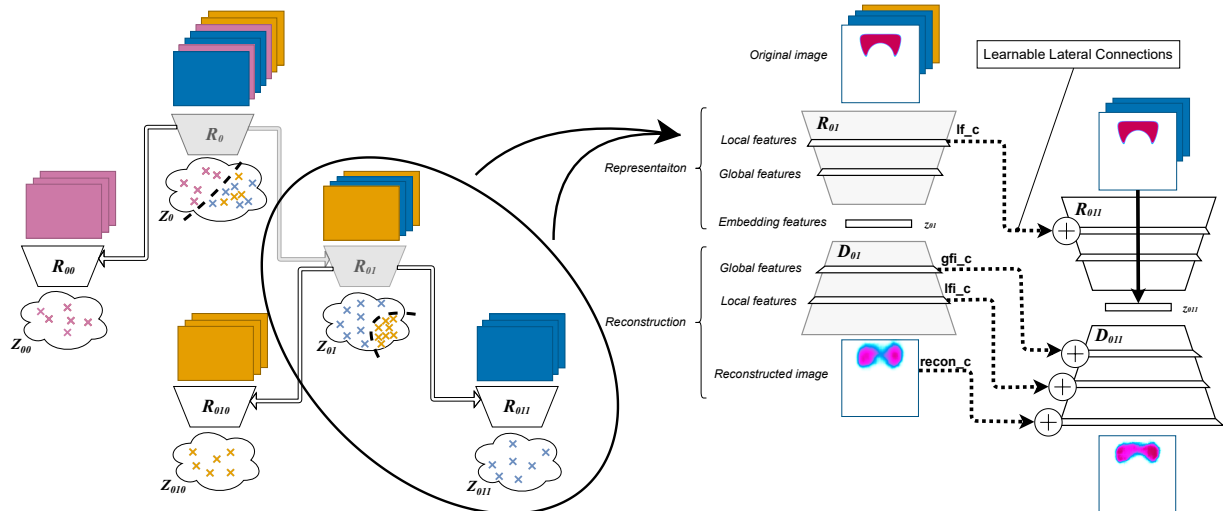 R0
Z0
R00
Z00
R01
Z01
R010
Z010
R011
Z011
Original image
Learnable Lateral Connections
Representaiton
Local features
Global features
Embedding features
R01
lf_c
z01
R011
z011
Reconstruction
Global features
Local features
Reconstructed image
D01
gfi_c
lfi_c
recon_c
D011